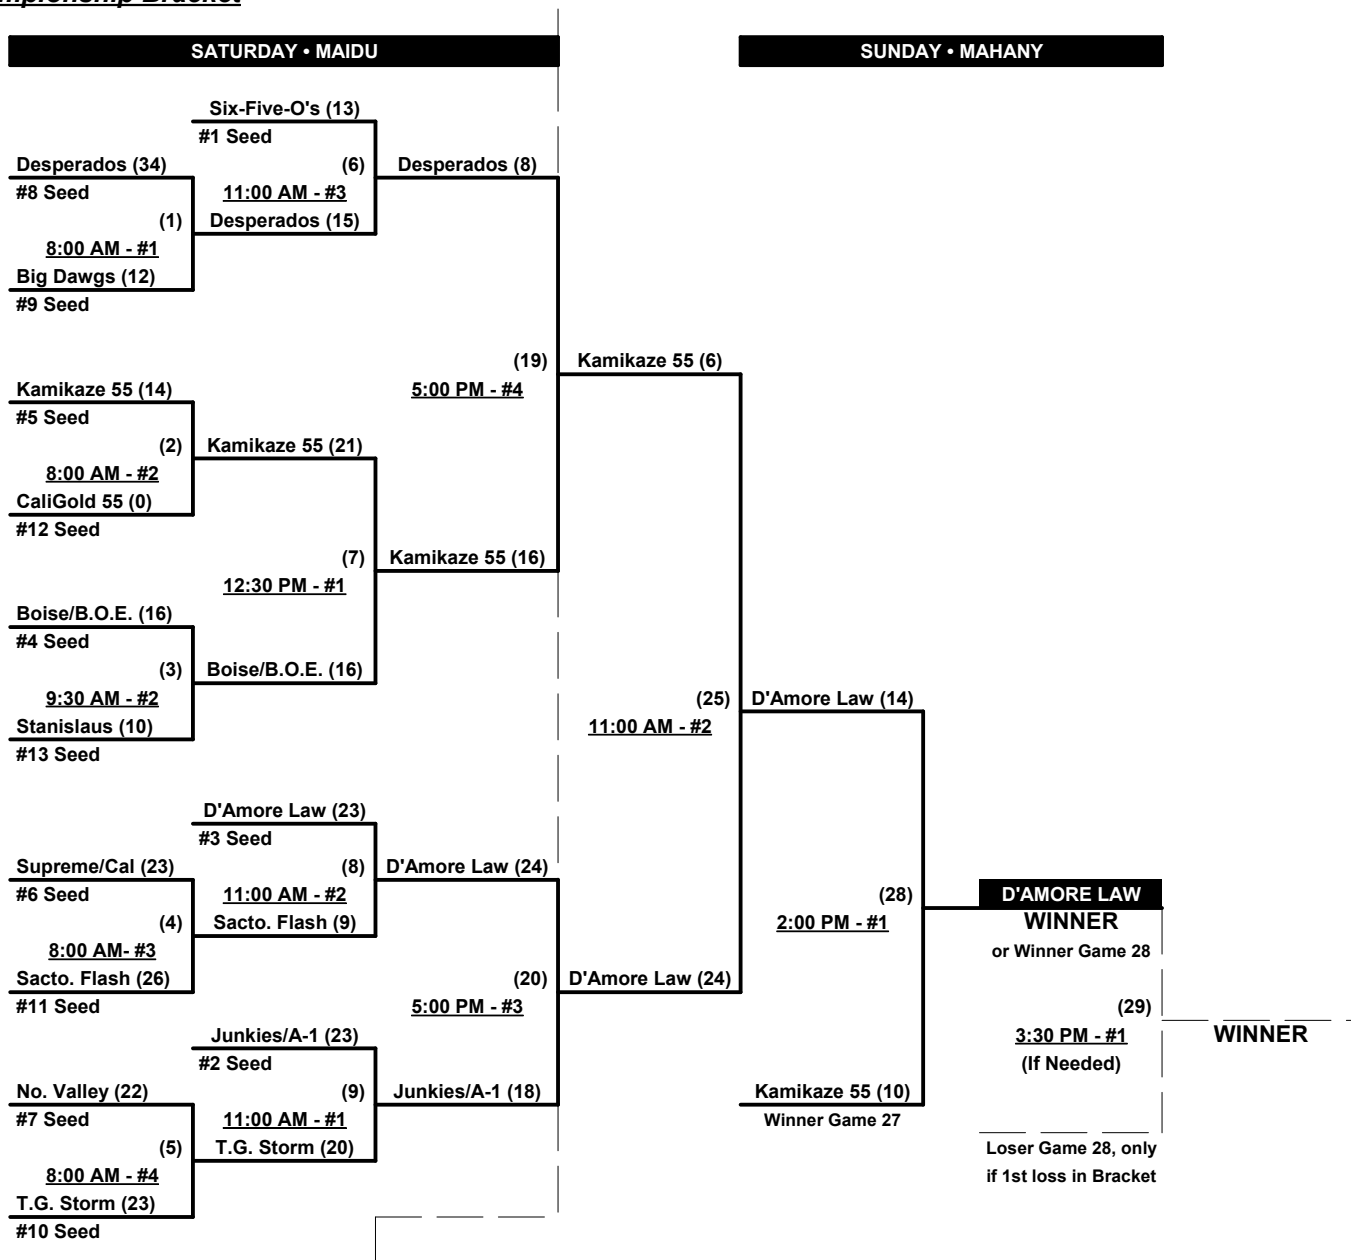 mpionship Bracket
SATURDAY • MAIDU
SUNDAY • MAHANY
Six-Five-O's (13)
#1 Seed
Desperados (34)
(6)
Desperados (8)
#8 Seed
11:00 AM - #3
(1)
Desperados (15)
8:00 AM - #1
Big Dawgs (12)
#9 Seed
(19)
Kamikaze 55 (6)
Kamikaze 55 (14)
5:00 PM - #4
#5 Seed
(2)
Kamikaze 55 (21)
8:00 AM - #2
CaliGold 55 (0)
#12 Seed
(7)
Kamikaze 55 (16)
12:30 PM - #1
Boise/B.O.E. (16)
#4 Seed
(3)
Boise/B.O.E. (16)
9:30 AM - #2
(25)
D'Amore Law (14)
Stanislaus (10)
11:00 AM - #2
#13 Seed
D'Amore Law (23)
#3 Seed
Supreme/Cal (23)
(8)
D'Amore Law (24)
#6 Seed
11:00 AM - #2
(28)
D'AMORE LAW
(4)
Sacto. Flash (9)
2:00 PM - #1
WINNER
8:00 AM- #3
or Winner Game 28
Sacto. Flash (26)
(20)
D'Amore Law (24)
#11 Seed
5:00 PM - #3
(29)
Junkies/A-1 (23)
3:30 PM - #1
WINNER
#2 Seed
(If Needed)
No. Valley (22)
(9)
Junkies/A-1 (18)
Kamikaze 55 (10)
#7 Seed
11:00 AM - #1
Winner Game 27
(5)
T.G. Storm (20)
Loser Game 28, only
8:00 AM - #4
if 1st loss in Bracket
T.G. Storm (23)
#10 Seed